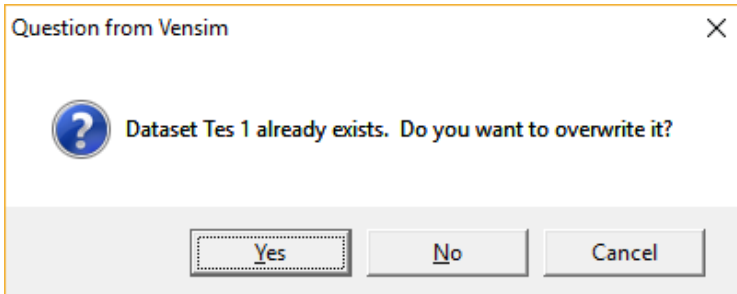 Question from Vensim
Dataset Tes 1 already exists.  Do you want to overwrite it?
Yes
No
Cancel